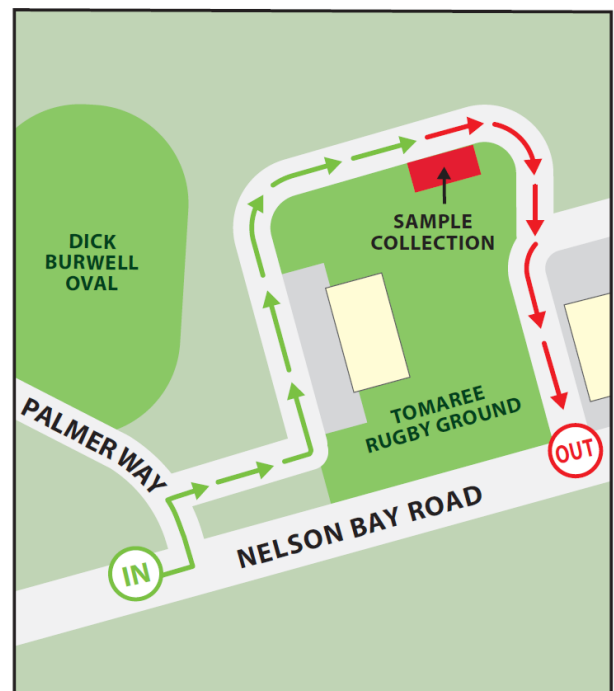 DICK
BURWELL
OVAL
SAMPLE
COLLECTION
TOMAREE
RUGBY GROUND
PALMER WAY
OUT
NELSON BAY ROAD
IN